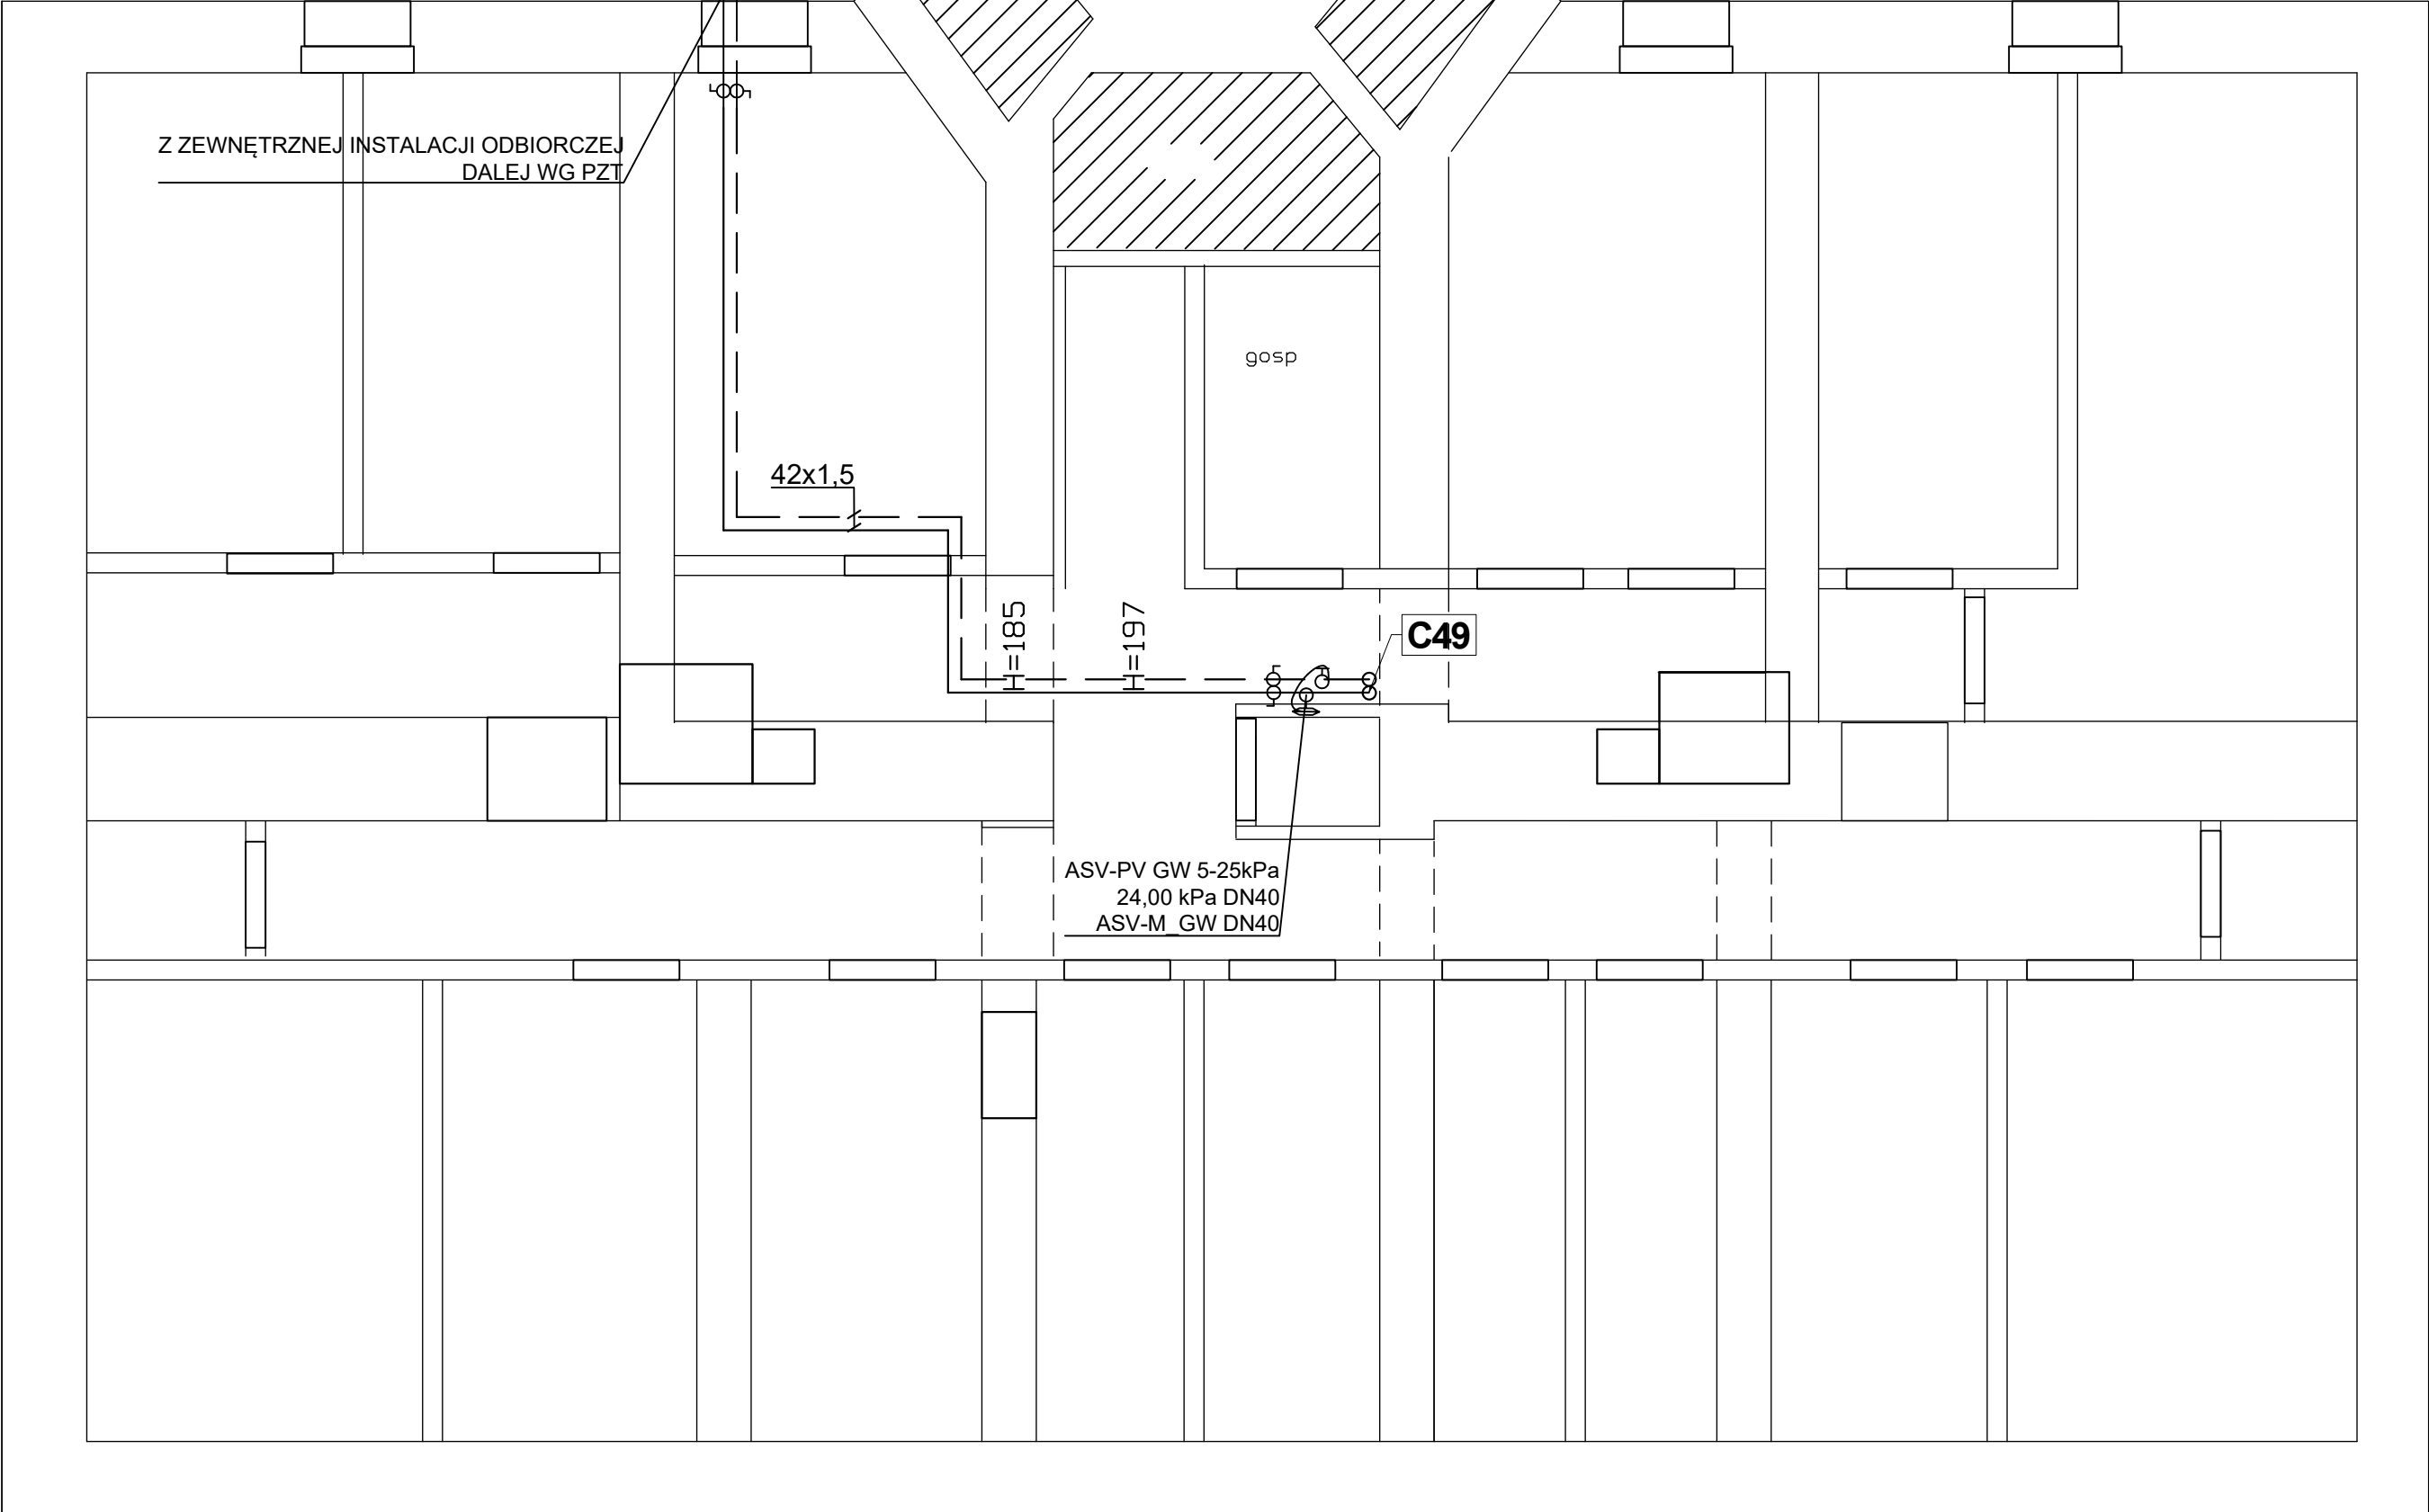 Z ZEWNĘTRZNEJ INSTALACJI ODBIORCZEJ
DALEJ WG PZT
gosp
42x1,5
H=185
H=197
C49
ASV-PV GW 5-25kPa
24,00 kPa DN40
ASV-M_GW DN40